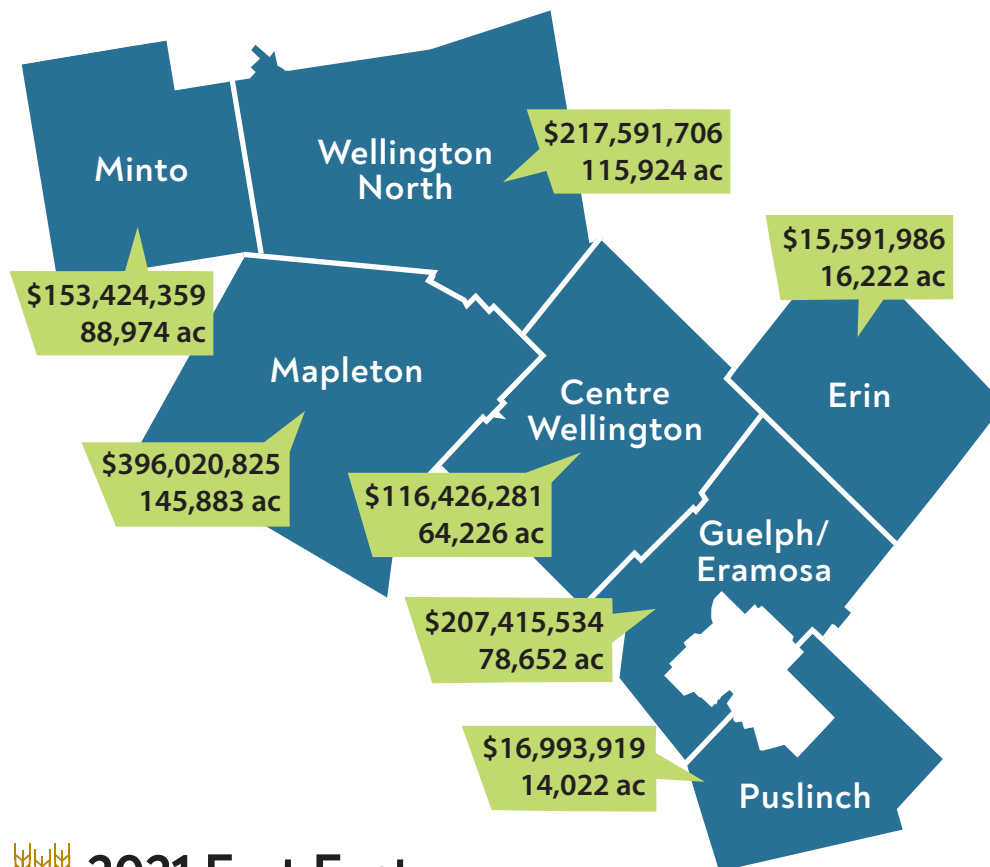 Minto
Wellington
North
$217,591,706
115,924 ac
$15,591,986
16,222 ac
$153,424,359
88,974 ac
Mapleton
Centre
Wellington
Erin
$396,020,825
145,883 ac
$116,426,281
64,226 ac
Guelph/
Eramosa
$207,415,534
78,652 ac
$16,993,919
14,022 ac
Puslinch
2021